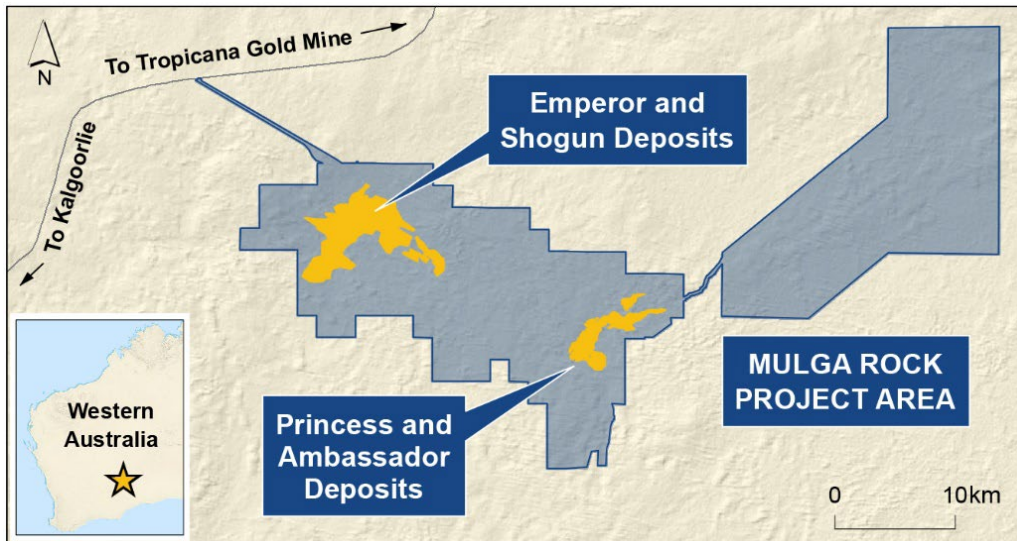 To Tropicana Gold Mine
N
To Kalgoorlie
Emperor and
Shogun Deposits
Princess and
Ambassador
Deposits
MULGA ROCK
PROJECT AREA
Western
Australia
0 10km